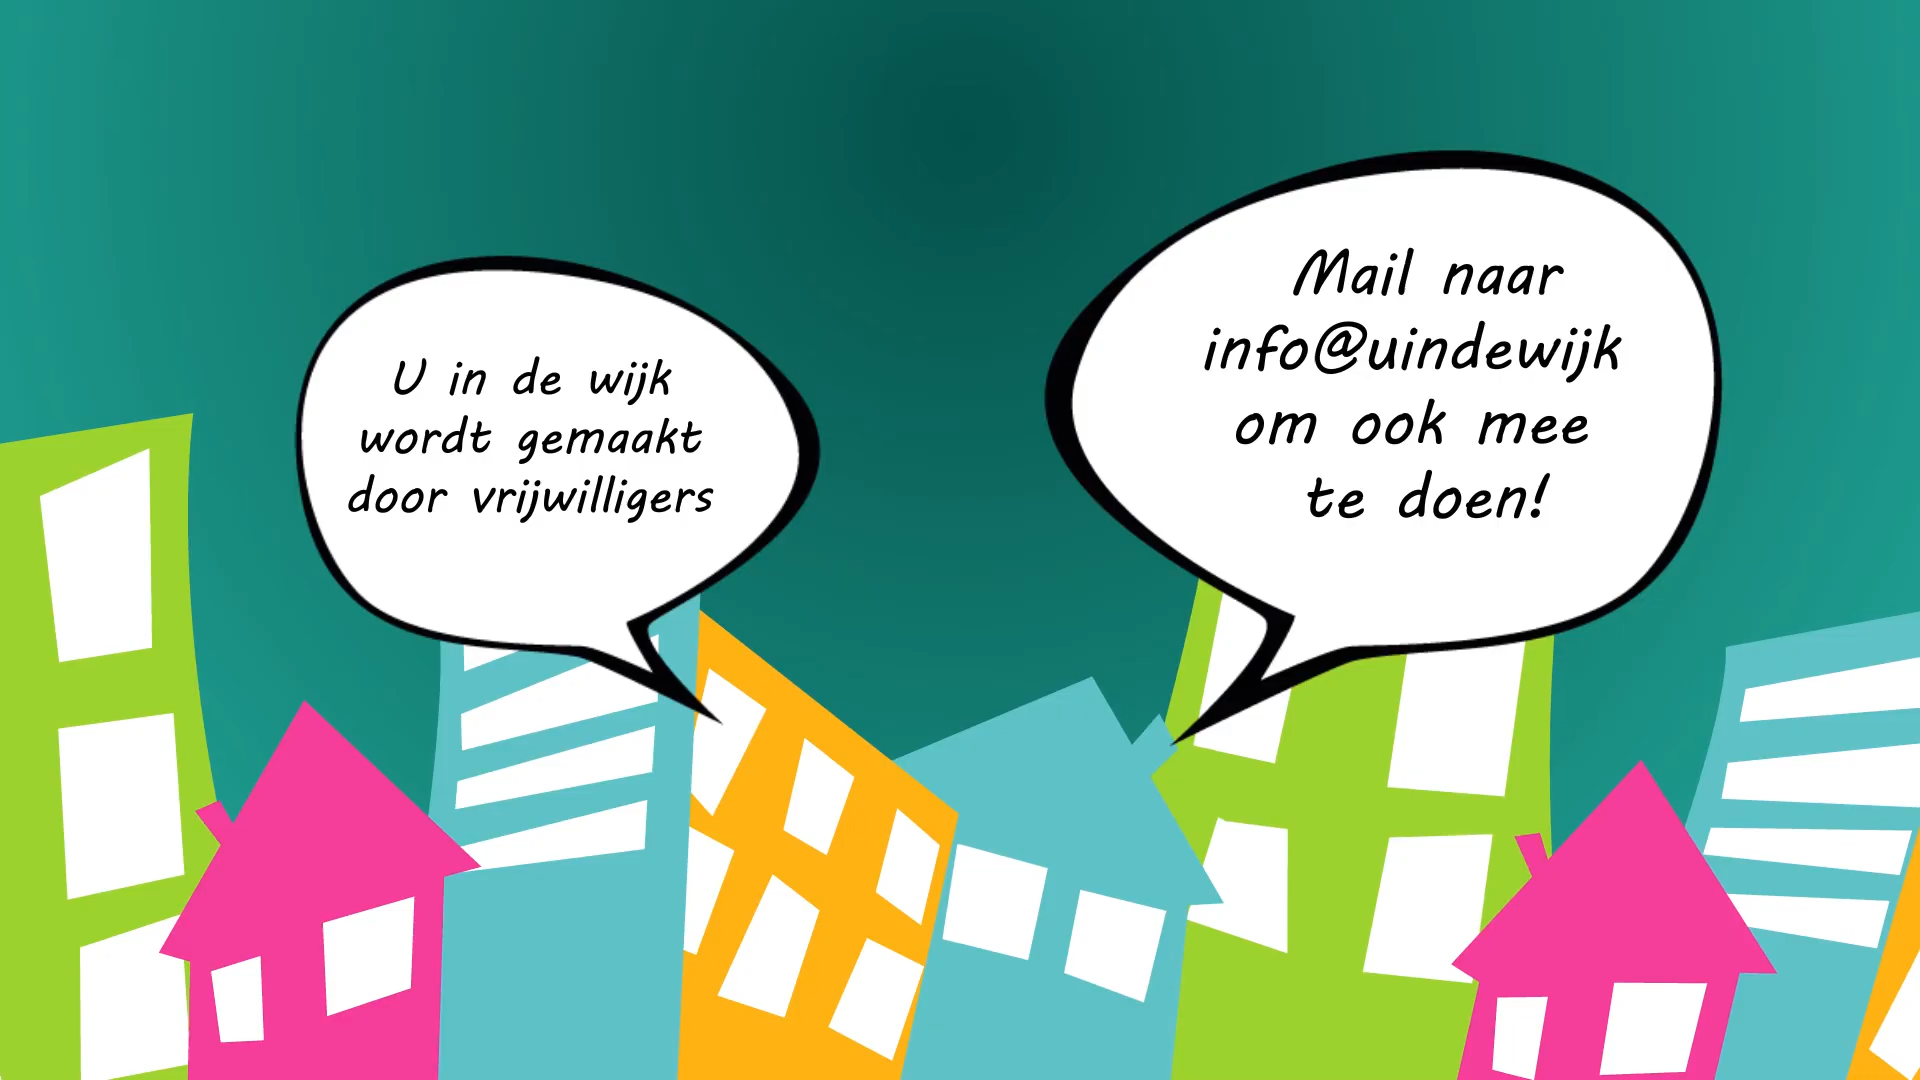 U in de wijk
wordt gemaakt
door vrijwilligers
Mail naar
info@uindewijk
om ook mee
te doen!